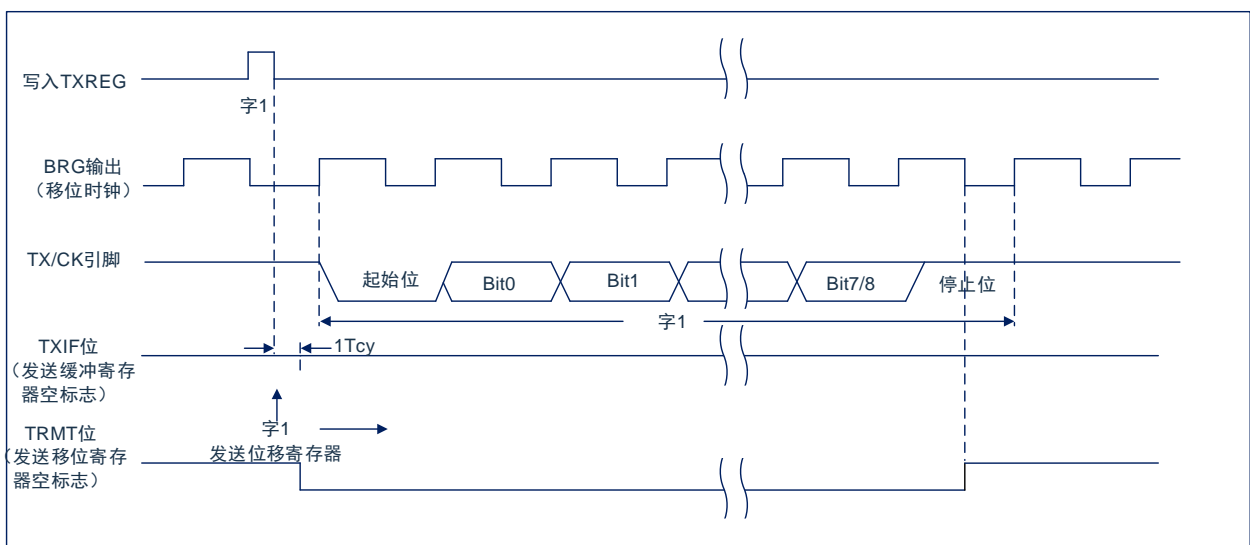 写入TXREG
字1
BRG输出
（移位时钟）
TX/CK引脚
起始位
Bit0
Bit1
Bit7/8
停止位
字1
TXIF位
（发送缓冲寄存
器空标志）
1Tcy
字1
发送位移寄存器
TRMT位
（发送移位寄存
器空标志）